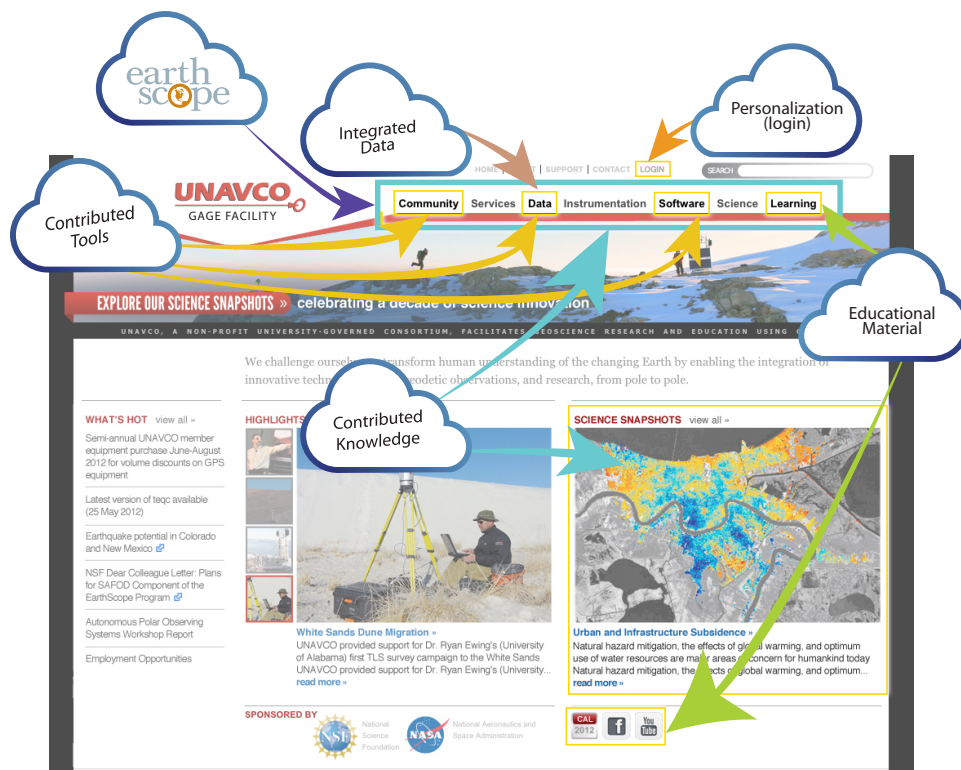 earth
scope
Integrated
Data
Personalization
(login)
Contributed
Tools
HOME | | SUPPORT | CONTACT LOGIN SEARCH
UNAVCO
GAGE FACILITY
Community Services Data Instrumentation Software Science Learning
EXPLORE OUR SCIENCE SNAPSHOTS » celebrating a decade of science innovation
UNAVCO, A NON-PROFIT UNIVERSITY-GOVERNED CONSORTIUM, FACILITATES GEOSCIENCE RESEARCH AND EDUCATION USING
Educational
Material
We challenge transform human understanding of the changing Earth by enabling the integration of
innovative geodetic observations, and research, from pole to pole.
Contributed
Knowledge
WHAT'S HOT view all »
Semi-annual UNAVCO member
equipment purchase June-August
2012 for volume discounts on GPS
equipment
Latest version of teqc available
(25 May 2012)
Earthquake potential in Colorado
and New Mexico
NSF Dear Colleague Letter: Plans
for SAFOD Component of the
EarthScope Program
Autonomous Polar Observing
Systems Workshop Report
Employment Opportunities
HIGHLIGHTS
White Sands Dune Migration »
UNAVCO provided support for Dr. Ryan Ewing's (University
of Alabama) first TLS survey campaign to the White Sands
UNAVCO provided support for Dr. Ryan Ewing's (University...
read more »
SCIENCE SNAPSHOTS view all »
Urban and Infrastructure Subsidence »
Natural hazard mitigation, the effects of global warming, and optimum
use of water resources are major areas of concern for humankind today
Natural hazard mitigation, the effects of global warming, and optimum...
read more »
SPONSORED BY
NSF
National
Science
Foundation
NASA
National Aeronautics and
Space Administration
CAL
2012
f
You
Tube